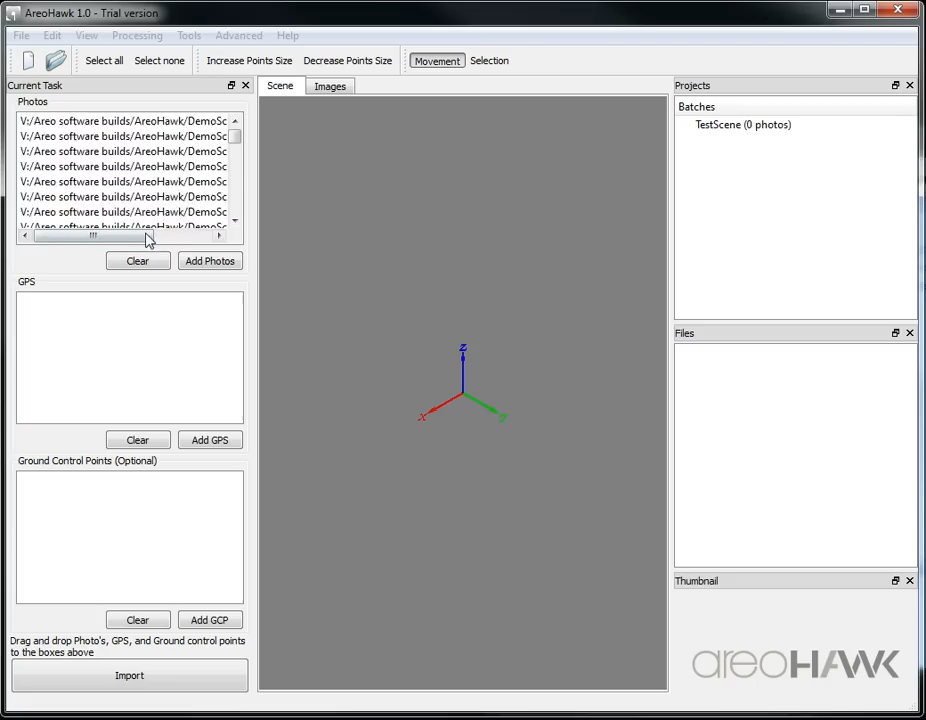 AreoHawk 1.0 - Trial version
File Edit View Processing Tools Advanced Help
Select all Select none Increase Points Size Decrease Points Size Movement Selection
Current Task
Scene Images
Projects
Photos
V:/Areo software builds/AreoHawk/DemoSc
V:/Areo software builds/AreoHawk/DemoSc
V:/Areo software builds/AreoHawk/DemoSc
V:/Areo software builds/AreoHawk/DemoSc
V:/Areo software builds/AreoHawk/DemoSc
V:/Areo software builds/AreoHawk/DemoSc
V:/Areo software builds/AreoHawk/DemoSc
V:/Areo software builds/AreoHawk/DemoSc
Clear Add Photos
GPS
Clear Add GPS
Ground Control Points (Optional)
Clear Add GCP
Drag and drop Photo's, GPS, and Ground control points
to the boxes above
Import
z
x
Batches
TestScene (0 photos)
Files
Thumbnail
areoHAWK